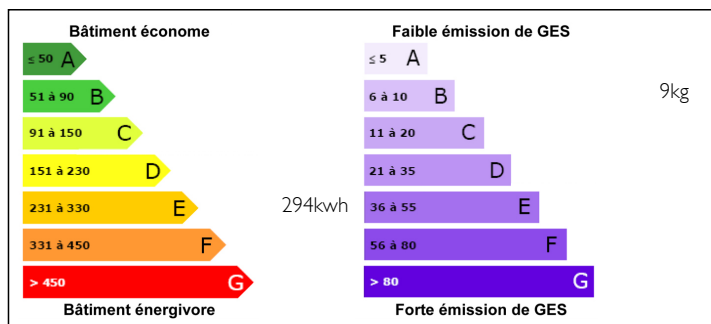 Bâtiment économe
≤ 50 A
51 à 90 B
91 à 150 C
151 à 230 D
231 à 330 E
294kwh
331 à 450 F
> 450 G
Bâtiment énergivore
Faible émission de GES
≤ 5 A
6 à 10 B
9kg
11 à 20 C
21 à 35 D
36 à 55 E
56 à 80 F
> 80 G
Forte émission de GES